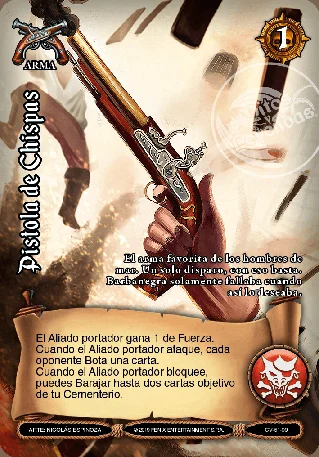 ARMA
1
Pistola de Chispas
El arma favorita de los hombres de
mar. Un solo disparo, con eso basta.
Barbanegra solamente fallaba cuando
así lo deseaba.
El Aliado portador gana 1 de Fuerza.
Cuando el Aliado portador ataque, cada
oponente Bota una carta.
Cuando el Aliado portador bloquee,
puedes Barajar hasta dos cartas objetivo
de tu Cementerio.
ARTE: NICOLÁS ESPINOZA